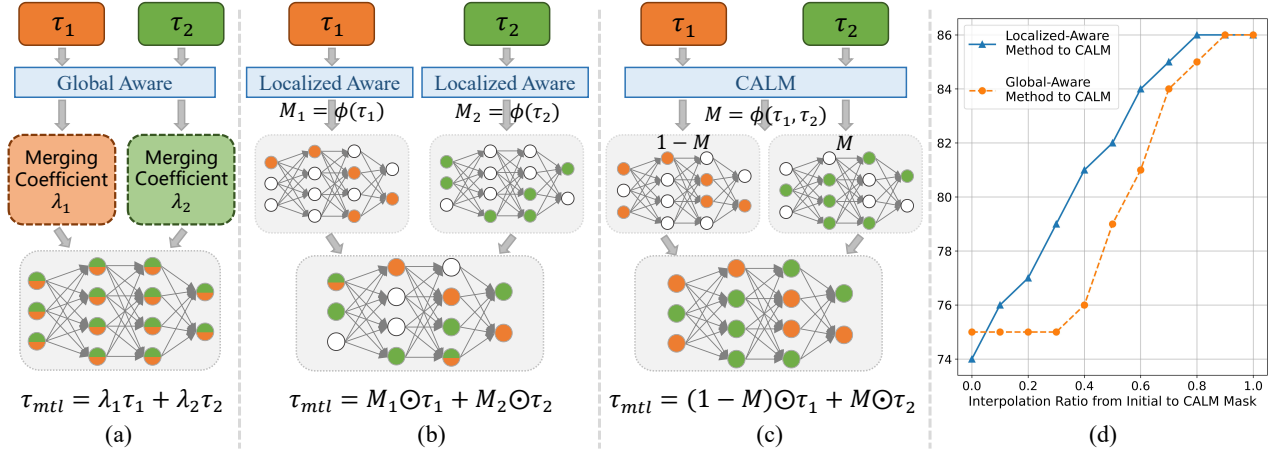 τ₁
τ₂
Global Aware
Merging
Coefficient
λ₁
Merging
Coefficient
λ₂
τₘₜₗ = λ₁τ₁ + λ₂τ₂
(a)
τ₁
τ₂
Localized Aware
Localized Aware
M₁ = ϕ(τ₁)
M₂ = ϕ(τ₂)
τₘₜₗ = M₁⊙τ₁ + M₂⊙τ₂
(b)
τ₁
τ₂
CALM
M = ϕ(τ₁, τ₂)
1 − M
M
τₘₜₗ = (1 − M)⊙τ₁ + M⊙τ₂
(c)
Localized-Aware
Method to CALM
Global-Aware
Method to CALM
86
84
82
80
78
76
74
0.0 0.2 0.4 0.6 0.8 1.0
Interpolation Ratio from Initial to CALM Mask
(d)